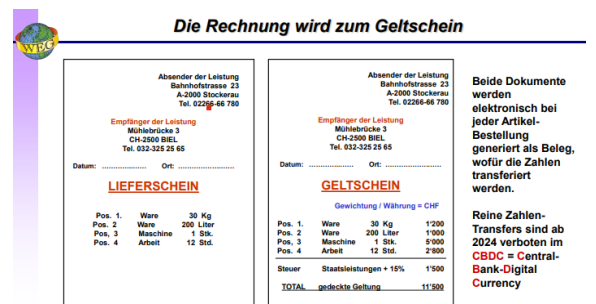 Die Rechnung wird zum Geltschein
WEG
Absender der Leistung
Bahnhofstrasse 23
A-2000 Stockerau
Tel. 02266-66 780
Empfänger der Leistung
Mühlebrücke 3
CH-2500 BIEL
Tel. 032-325 25 65
Datum: ..................... Ort: ..........................
LIEFERSCHEIN
Pos. 1. Ware 30 Kg
Pos. 2 Ware 200 Liter
Pos, 3 Maschine 1 Stk.
Pos. 4 Arbeit 12 Std.
Absender der Leistung
Bahnhofstrasse 23
A-2000 Stockerau
Tel. 02266-66 780
Empfänger der Leistung
Mühlebrücke 3
CH-2500 BIEL
Tel. 032-325 25 65
Datum: ..................... Ort: ..........................
GELTSCHEIN
Gewichtung / Währung = CHF
Pos. 1. Ware 30 Kg 1'200
Pos. 2 Ware 200 Liter 1'000
Pos, 3 Maschine 1 Stk. 5'000
Pos. 4 Arbeit 12 Std. 2'800
Steuer Staatsleistungen + 15% 1'500
TOTAL gedeckte Geltung 11'500
Beide Dokumente
werden
elektronisch bei
jeder Artikel-
Bestellung
generiert als Beleg,
wofür die Zahlen
transferiert
werden.
Reine Zahlen-
Transfers sind ab
2024 verboten im
CBDC = Central-
Bank-Digital
Currency